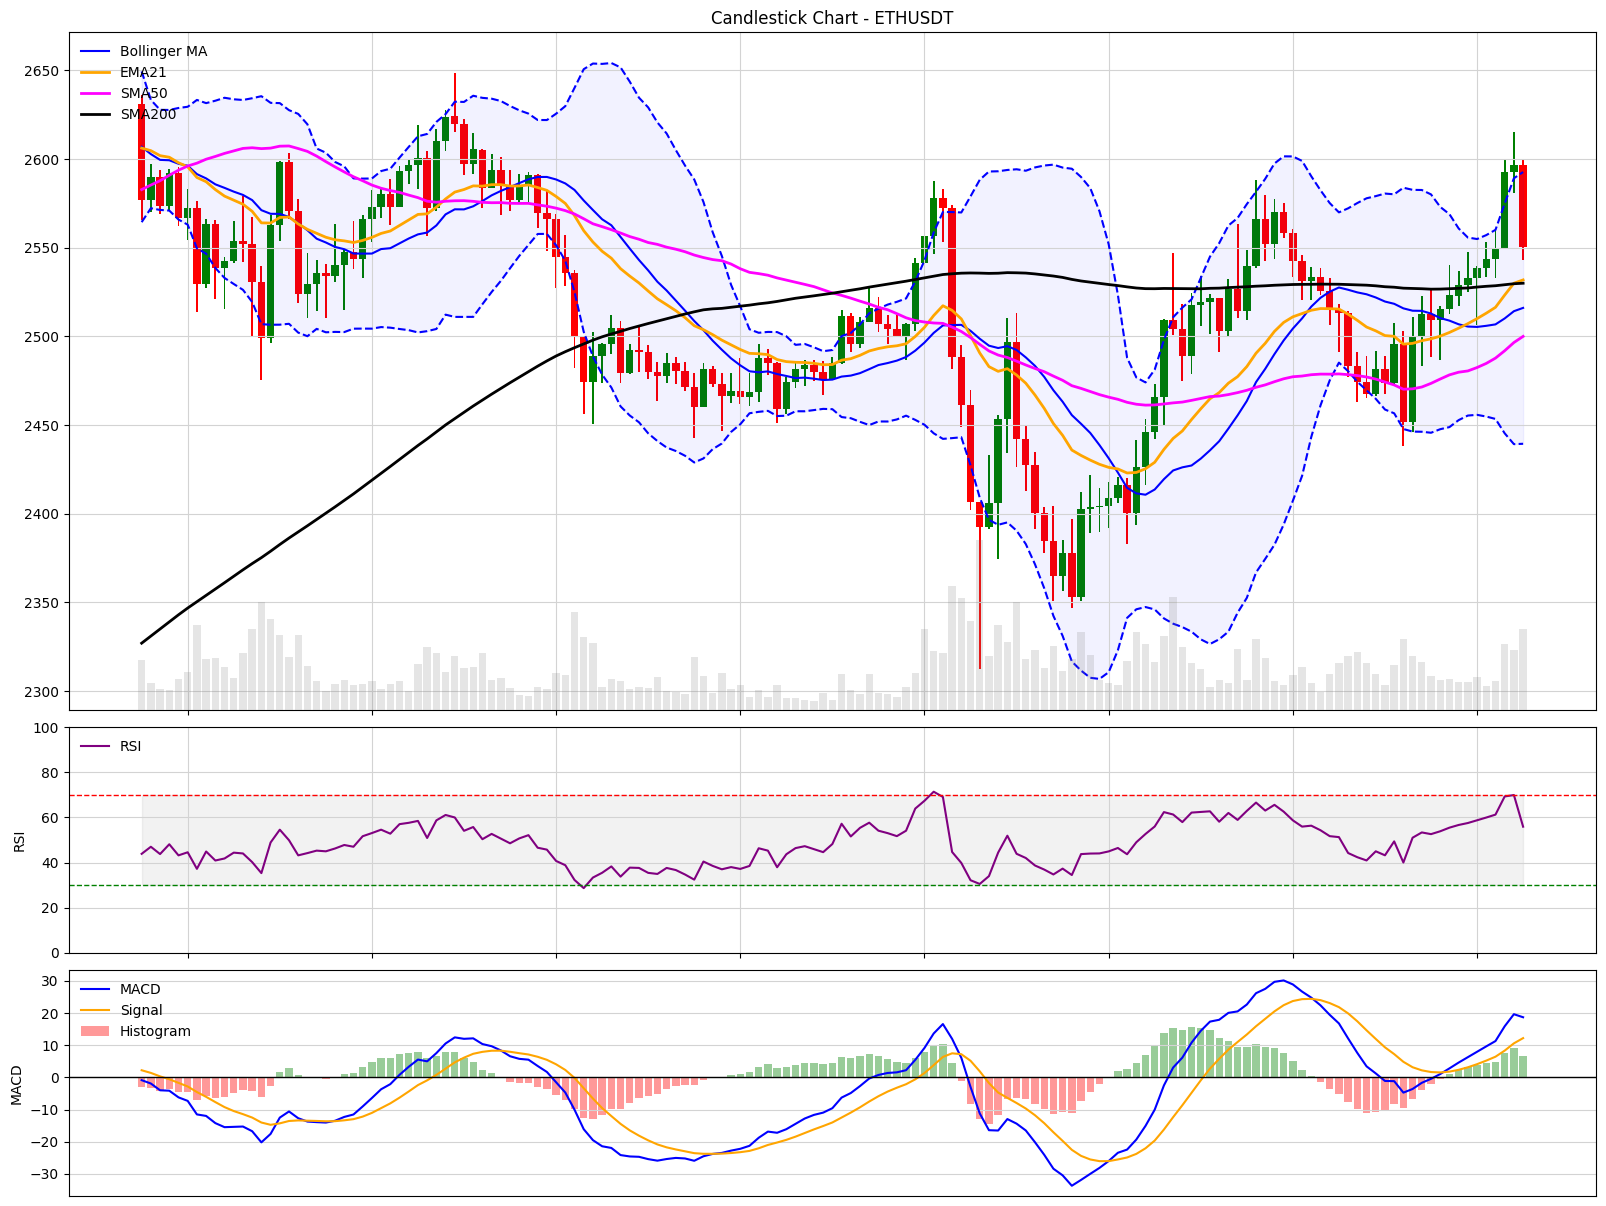 Candlestick Chart - ETHUSDT
Bollinger MA
EMA21
SMA50
SMA200
2650
2600
2550
2500
2450
2400
2350
2300
RSI
100
80
60
40
20
0
RSI
MACD
Signal
Histogram
30
20
10
0
−10
−20
−30
MACD